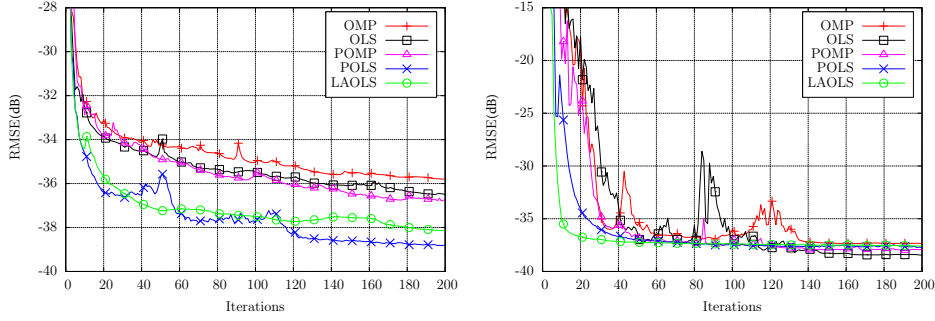 -28
-30
-32
-34
-36
-38
-40
RMSE(dB)
0 20 40 60 80 100 120 140 160 180 200
Iterations
OMP
OLS
POMP
POLS
LAOLS
-15
-20
-25
-30
-35
-40
RMSE(dB)
0 20 40 60 80 100 120 140 160 180 200
Iterations
OMP
OLS
POMP
POLS
LAOLS